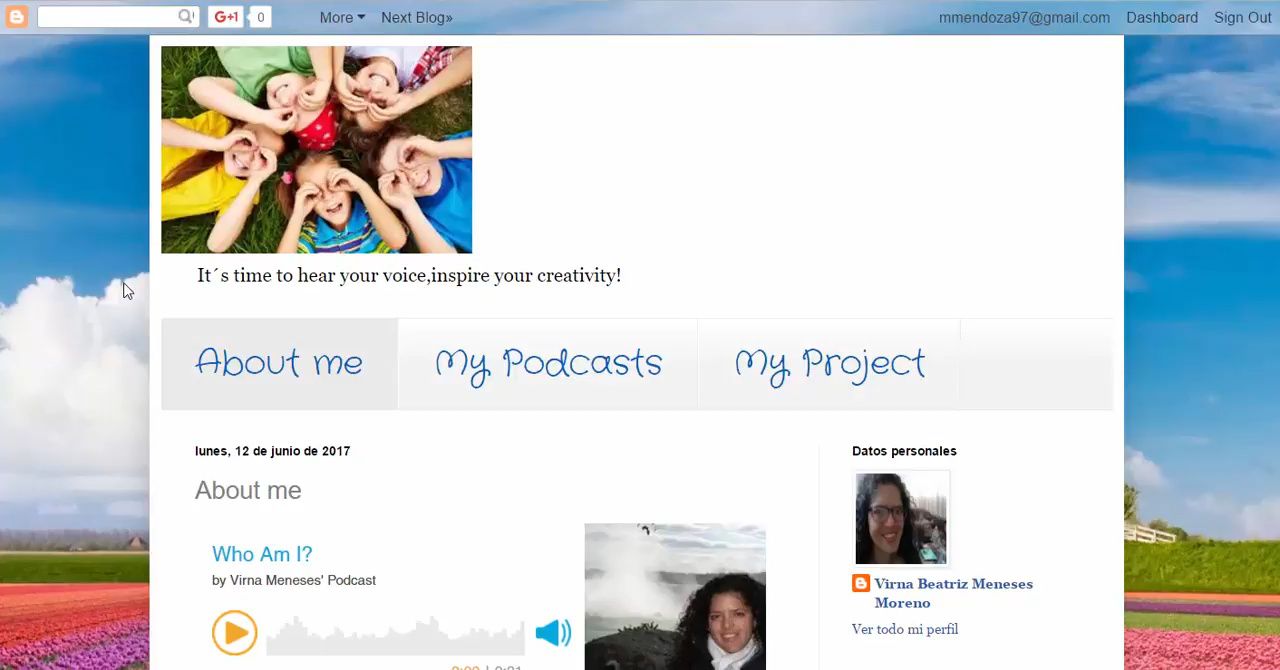 G+1 0 More Next Blog» mmendoza97@gmail.com Dashboard Sign Out
It´s time to hear your voice,inspire your creativity!
About me My Podcasts My Project
lunes, 12 de junio de 2017
About me
Who Am I?
by Virna Meneses' Podcast
Datos personales
Virna Beatriz Meneses
Moreno
Ver todo mi perfil